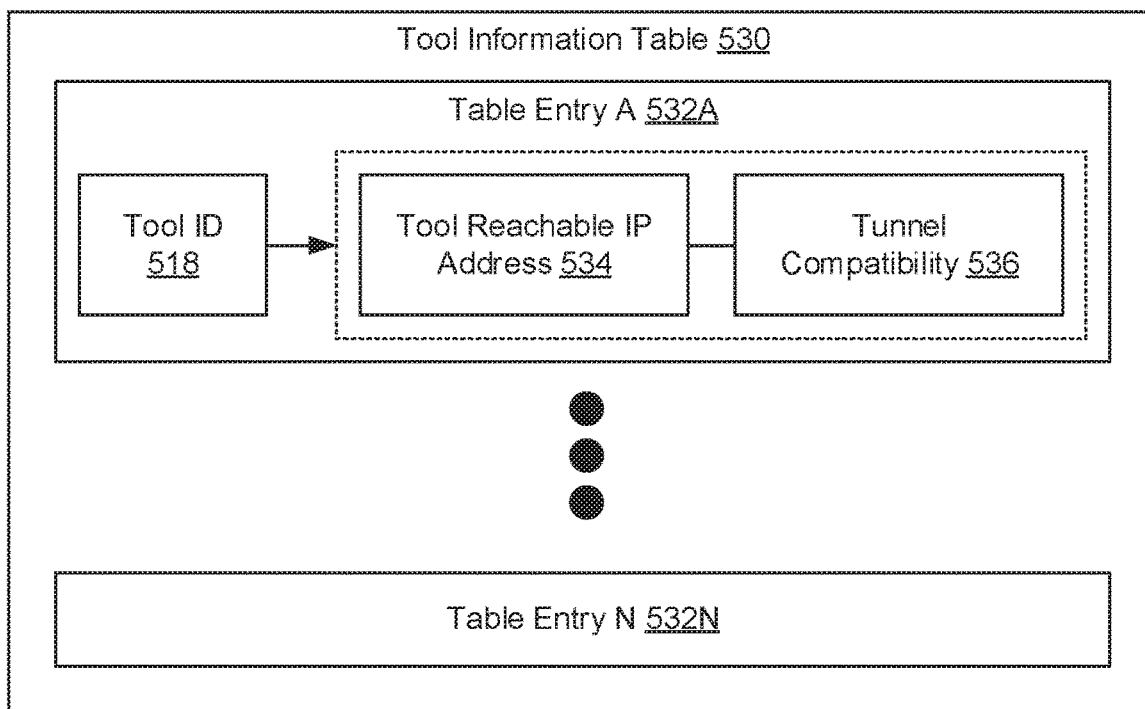 Tool Information Table 530
Table Entry A 532A
Tool ID
518
Tool Reachable IP
Address 534
Tunnel
Compatibility 536
Table Entry N 532N